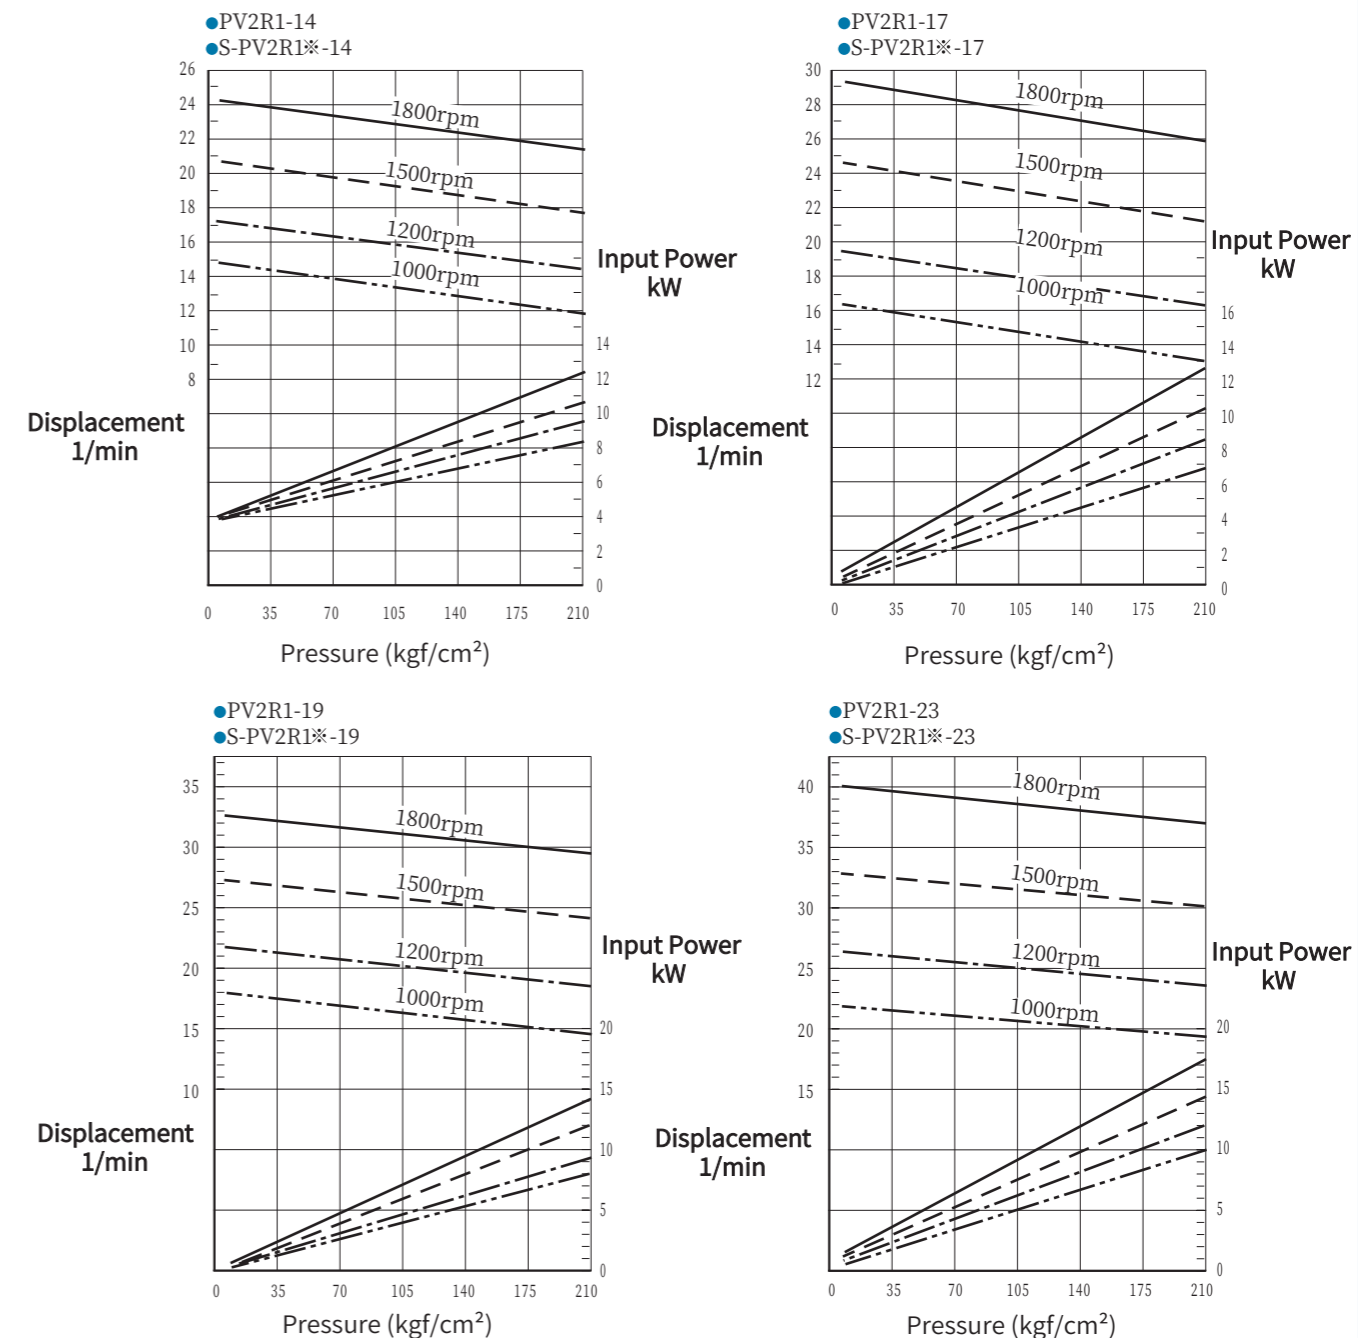 ●PV2R1-14
●S-PV2R1※-14
26
24
22
20
18
16
14
12
10
8
1800rpm
1500rpm
1200rpm
1000rpm
Input Power
kW
14
12
10
8
6
4
2
0
Displacement
1/min
0 35 70 105 140 175 210
Pressure (kgf/cm²)
●PV2R1-17
●S-PV2R1※-17
30
28
26
24
22
20
18
16
14
12
1800rpm
1500rpm
1200rpm
1000rpm
Input Power
kW
16
14
12
10
8
6
4
2
0
Displacement
1/min
0 35 70 105 140 175 210
Pressure (kgf/cm²)
●PV2R1-19
●S-PV2R1※-19
35
30
25
20
15
10
1800rpm
1500rpm
1200rpm
1000rpm
Input Power
kW
20
15
10
5
0
Displacement
1/min
0 35 70 105 140 175 210
Pressure (kgf/cm²)
●PV2R1-23
●S-PV2R1※-23
40
35
30
25
20
15
1800rpm
1500rpm
1200rpm
1000rpm
Input Power
kW
20
15
10
5
0
Displacement
1/min
0 35 70 105 140 175 210
Pressure (kgf/cm²)